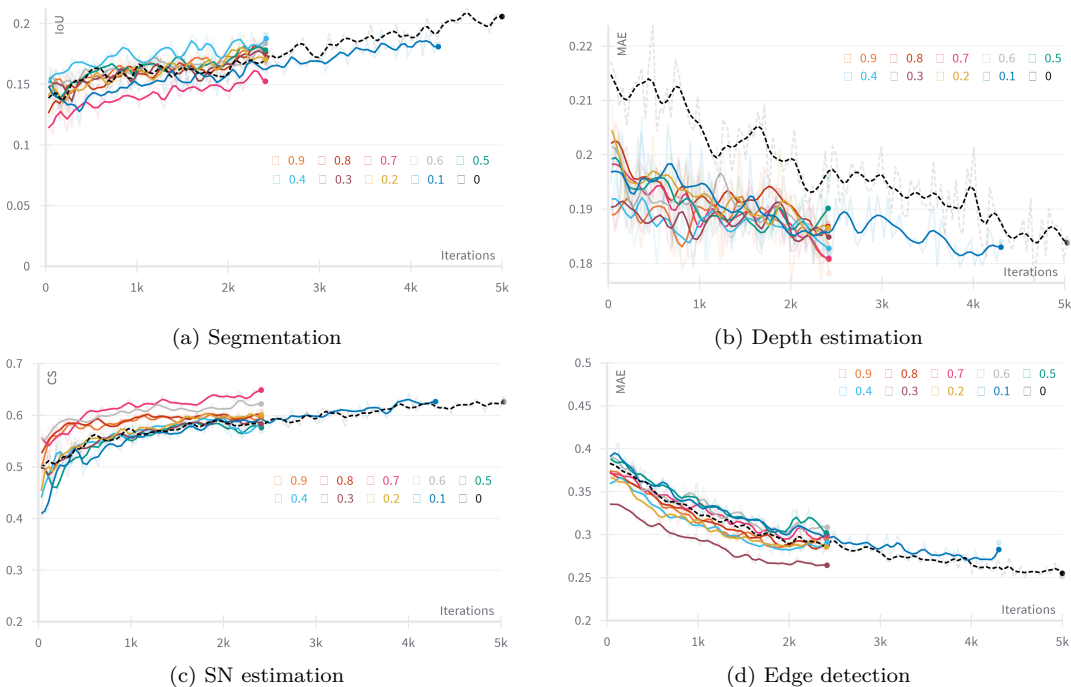 0.2
IoU
0.15
0.1
0.9 0.8 0.7 0.6 0.5
0.4 0.3 0.2 0.1 0
0.05
Iterations
0
0 1k 2k 3k 4k 5k
(a) Segmentation
MAE
0.22
0.9 0.8 0.7 0.6 0.5
0.4 0.3 0.2 0.1 0
0.21
0.2
0.19
0.18
Iterations
0 1k 2k 3k 4k 5k
(b) Depth estimation
0.7
CS
0.6
0.5
0.9 0.8 0.7 0.6 0.5
0.4 0.3 0.2 0.1 0
0.4
0.3
Iterations
0.2
0 1k 2k 3k 4k 5k
(c) SN estimation
0.5
MAE
0.9 0.8 0.7 0.6 0.5
0.4 0.3 0.2 0.1 0
0.45
0.4
0.35
0.3
0.25
Iterations
0.2
0 1k 2k 3k 4k 5k
(d) Edge detection